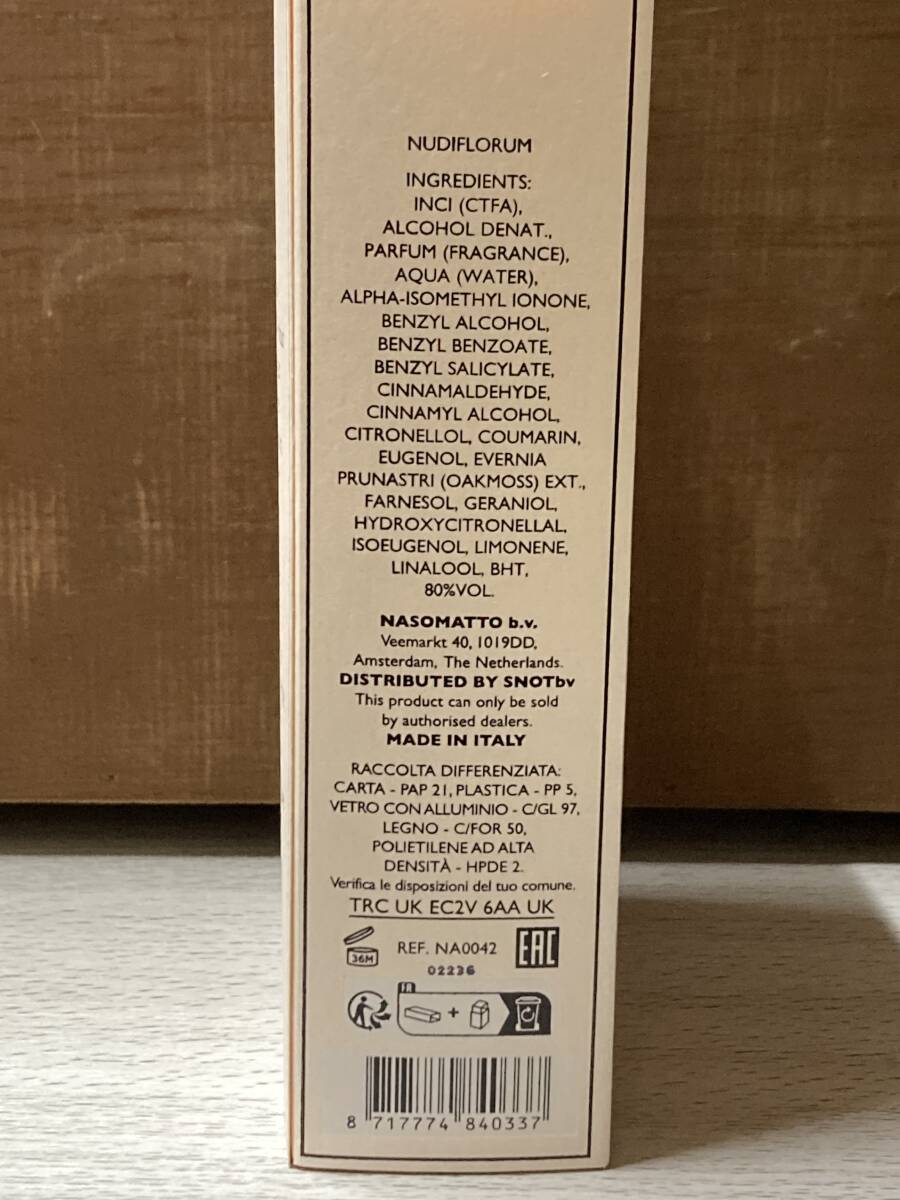 NUDIFLORUM
INGREDIENTS:
INCI (CTFA),
ALCOHOL DENAT.,
PARFUM (FRAGRANCE),
AQUA (WATER),
ALPHA-ISOMETHYL IONONE,
BENZYL ALCOHOL,
BENZYL BENZOATE,
BENZYL SALICYLATE,
CINNAMALDEHYDE,
CINNAMYL ALCOHOL,
CITRONELLOL, COUMARIN,
EUGENOL, EVERNIA
PRUNASTRI (OAKMOSS) EXT.,
FARNESOL, GERANIOL,
HYDROXYCITRONELLAL,
ISOEUGENOL, LIMONENE,
LINALOOL, BHT,
80%VOL.
NASOMATTO b.v.
Veemarkt 40, 1019DD,
Amsterdam, The Netherlands.
DISTRIBUTED BY SNOTbv
This product can only be sold
by authorised dealers.
MADE IN ITALY
RACCOLTA DIFFERENZIATA:
CARTA - PAP 21, PLASTICA - PP 5,
VETRO CON ALLUMINIO - C/GL 97,
LEGNO - C/FOR 50,
POLIETILENE AD ALTA
DENSITÀ - HPDE 2.
Verifica le disposizioni del tuo comune.
TRC UK EC2V 6AA UK
36M REF. NA0042 EAC
02236
FR
8 717774 840337